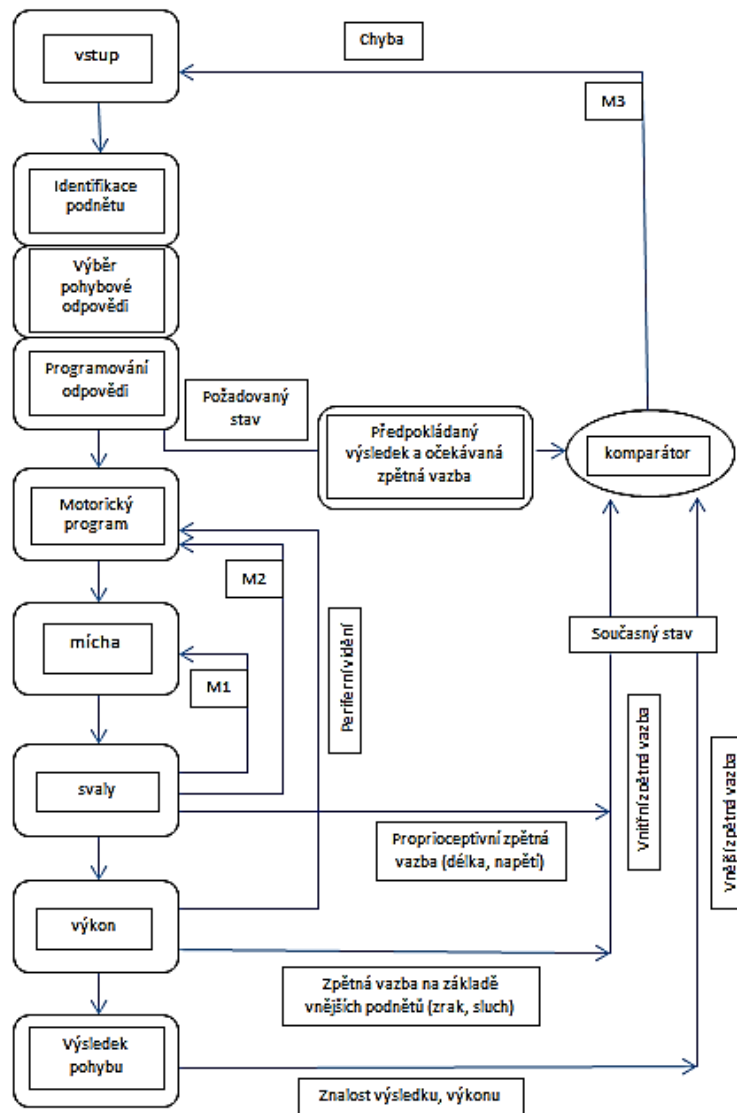 Chyba
vstup
M3
Identifikace
podnětu
Výběr
pohybové
odpovědi
Programování
odpovědi
Požadovaný
stav
Předpokládaný
výsledek a očekávaná
zpětná vazba
komparátor
Motorický
program
M2
Periferní vidění
mícha
M1
Současný stav
svaly
Vnitřní zpětná vazba
Vnější zpětná vazba
Proprioceptivní zpětná
vazba (délka, napětí)
výkon
Zpětná vazba na základě
vnějších podnětů (zrak, sluch)
Výsledek
pohybu
Znalost výsledku, výkonu